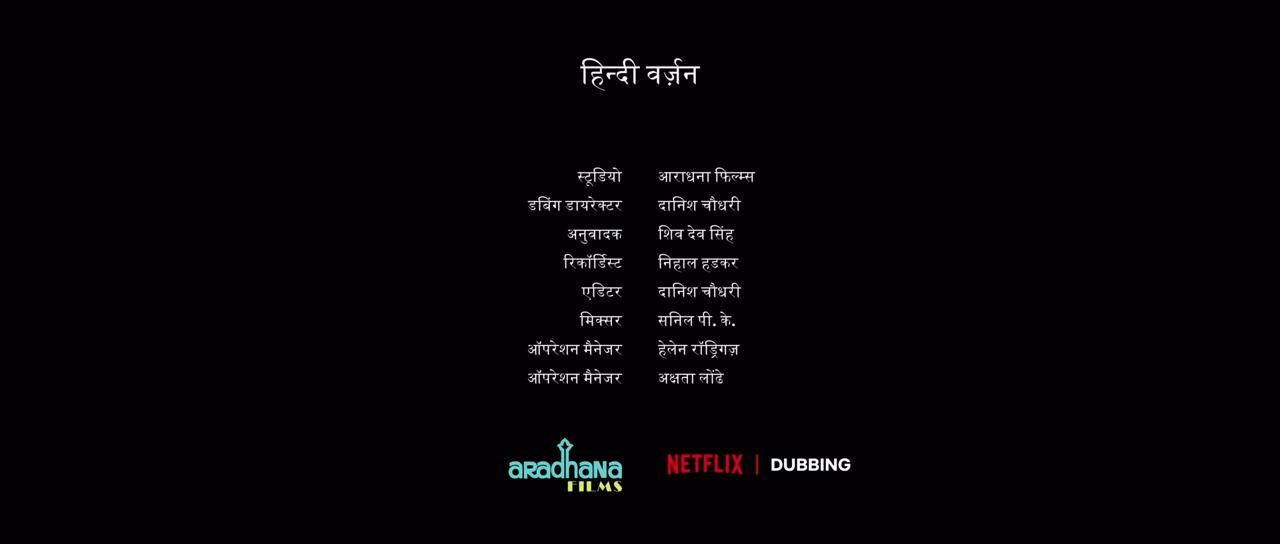 हिन्दी वर्ज़न
स्टूडियो आराधना फिल्म्स
डबिंग डायरेक्टर दानिश चौधरी
अनुवादक शिव देव सिंह
रिकॉर्डिस्ट निहाल हडकर
एडिटर दानिश चौधरी
मिक्सर सनिल पी. के.
ऑपरेशन मैनेजर हेलेन रॉड्रिगज़
ऑपरेशन मैनेजर अक्षता लोंढे
aradhana
FILMS
NETFLIX | DUBBING